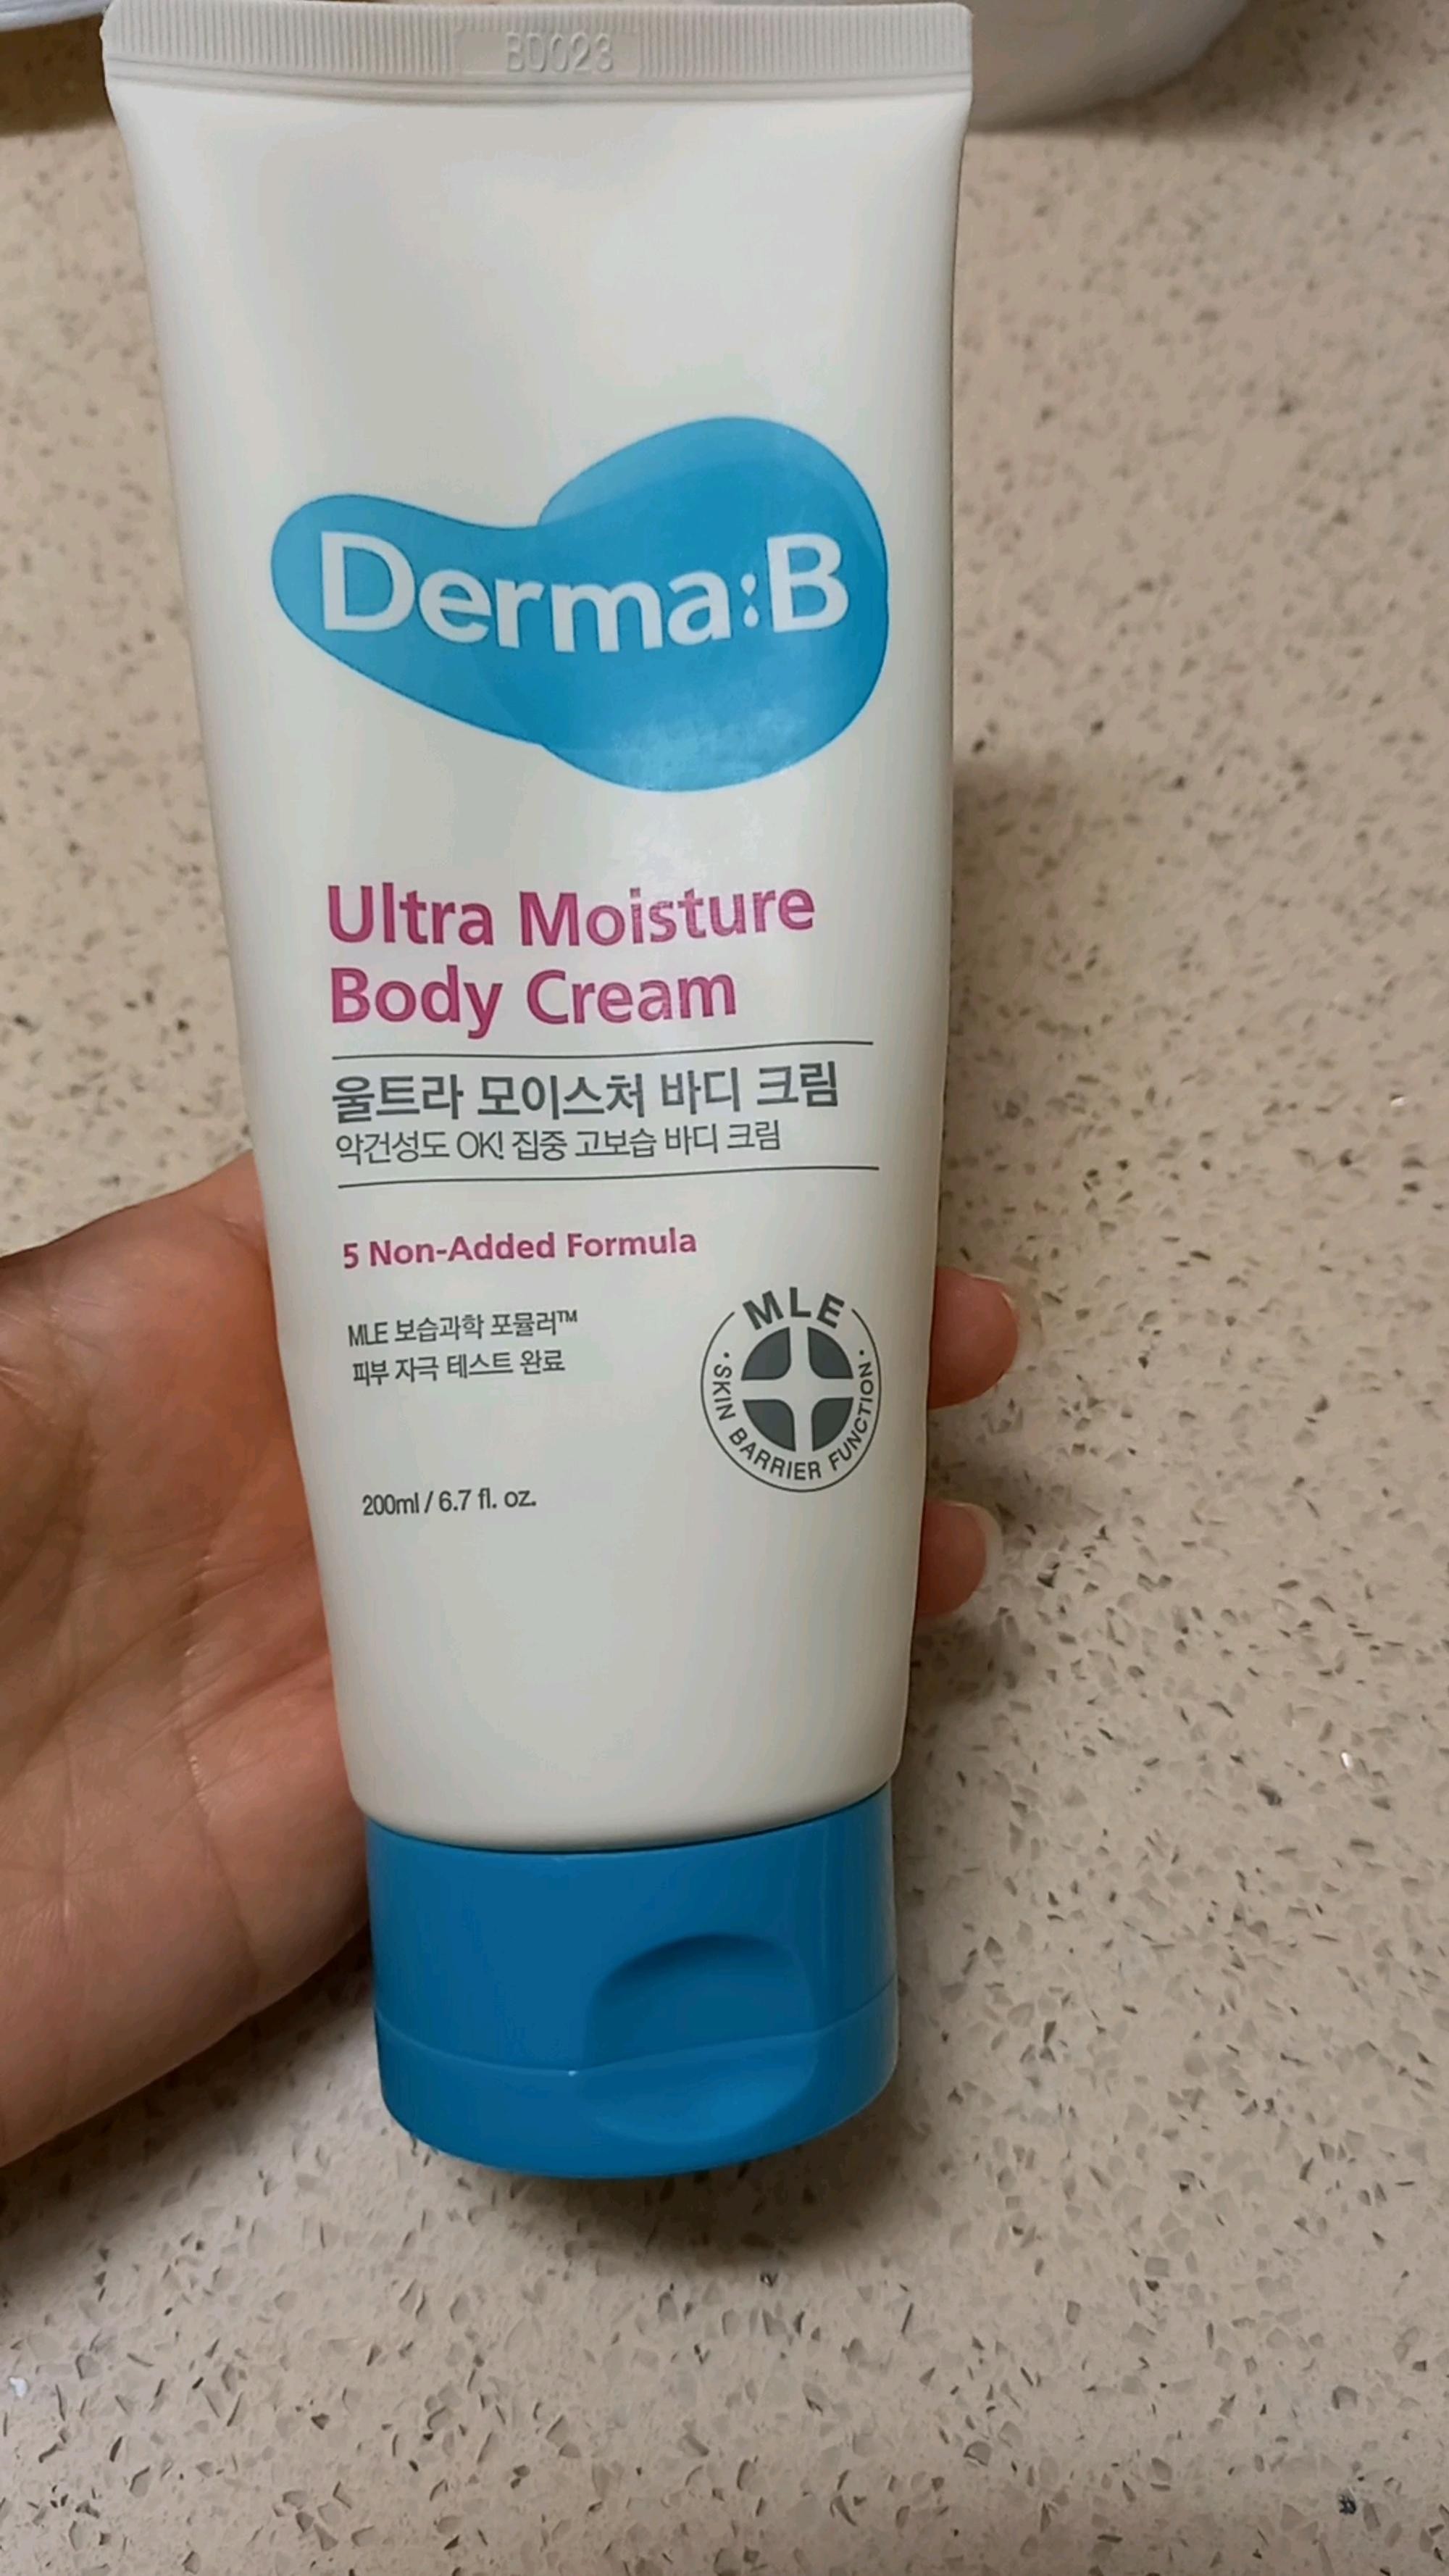 BD023
Derma:B
Ultra Moisture
Body Cream
울트라 모이스처 바디 크림
악건성도 OK! 집중 고보습 바디 크림
5 Non-Added Formula
MLE 보습과학 포뮬러™
피부 자극 테스트 완료
MLE
· SKIN BARRIER FUNCTION ·
200ml / 6.7 fl. oz.